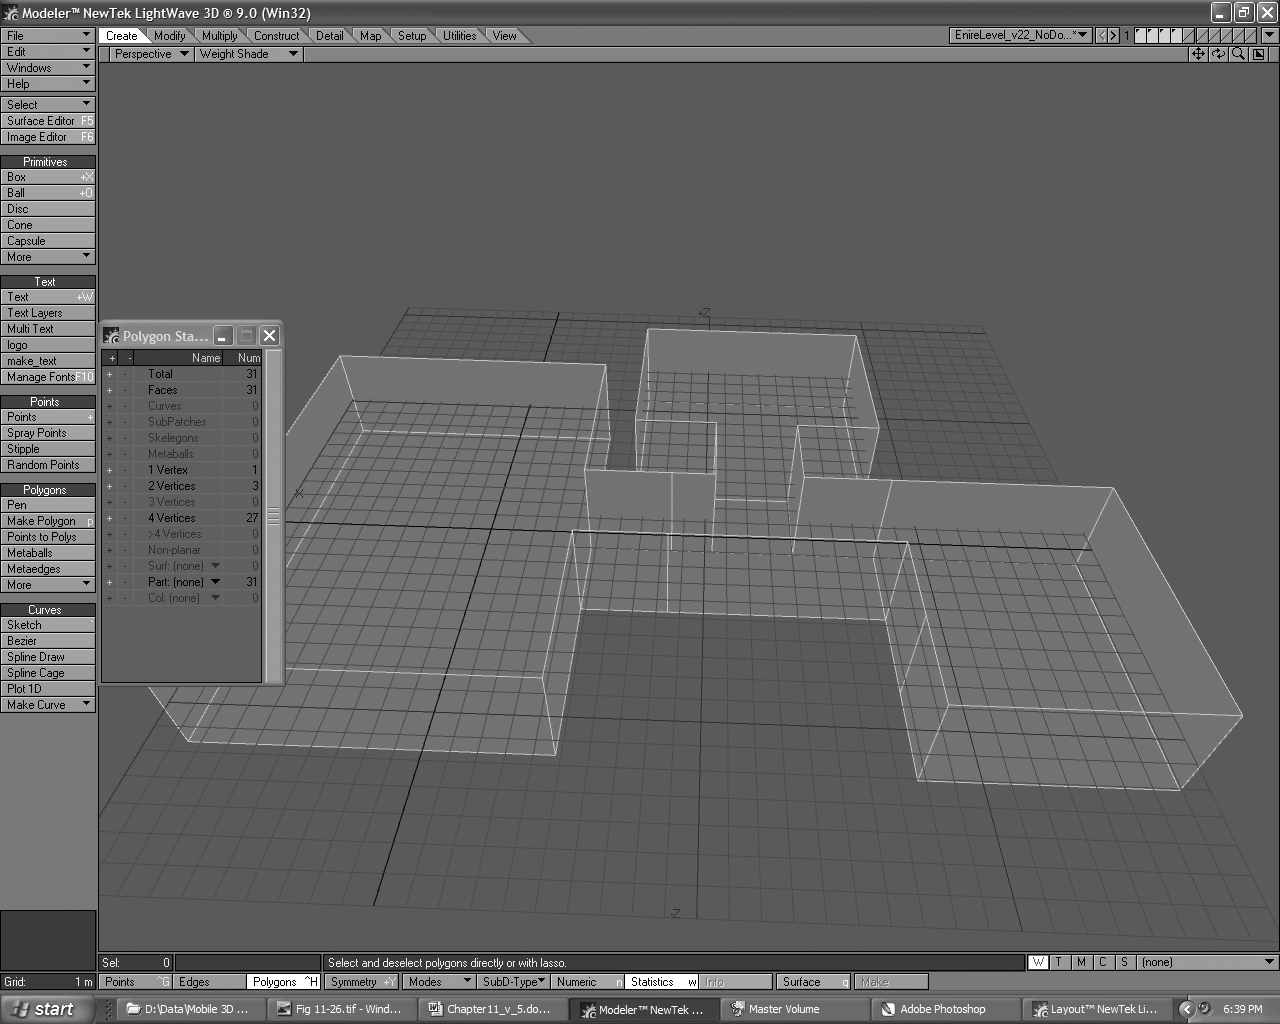 Modeler™ NewTek LightWave 3D ® 9.0 (Win32)
File
Edit
Windows
Help
Select
Surface Editor F5
Image Editor F6
Primitives
Box +X
Ball +O
Disc
Cone
Capsule
More
Text
Text +W
Text Layers
Multi Text
logo
make_text
Manage Fonts F10
Points
Points +
Spray Points
Stipple
Random Points
Polygons
Pen
Make Polygon p
Points to Polys
Metaballs
Metaedges
More
Curves
Sketch `
Bezier
Spline Draw
Spline Cage
Plot 1D
Make Curve
Grid: 1 m
Create Modify Multiply Construct Detail Map Setup Utilities View
EnireLevel_v22_NoDo...* < > 1
Perspective Weight Shade
+Z
X
-Z
Polygon Sta...
+ - Name Num
+ - Total 31
+ - Faces 31
+ - Curves 0
+ - SubPatches 0
+ - Skelegons 0
+ - Metaballs 0
+ - 1 Vertex 1
+ - 2 Vertices 3
+ - 3 Vertices 0
+ - 4 Vertices 27
+ - >4 Vertices 0
+ - Non-planar 0
+ - Surf: (none) 0
+ - Part: (none) 31
+ - Col: (none) 0
Sel: 0
Select and deselect polygons directly or with lasso.
W T M C S (none)
Points ^G Edges Polygons ^H Symmetry +Y Modes SubD-Type Numeric n Statistics w Info Surface q Make
start D:\Data\Mobile 3D ... Fig 11-26.tif - Wind... Chapter11_v_5.do... Modeler™ NewTek ... Master Volume Adobe Photoshop Layout™ NewTek Li... 6:39 PM